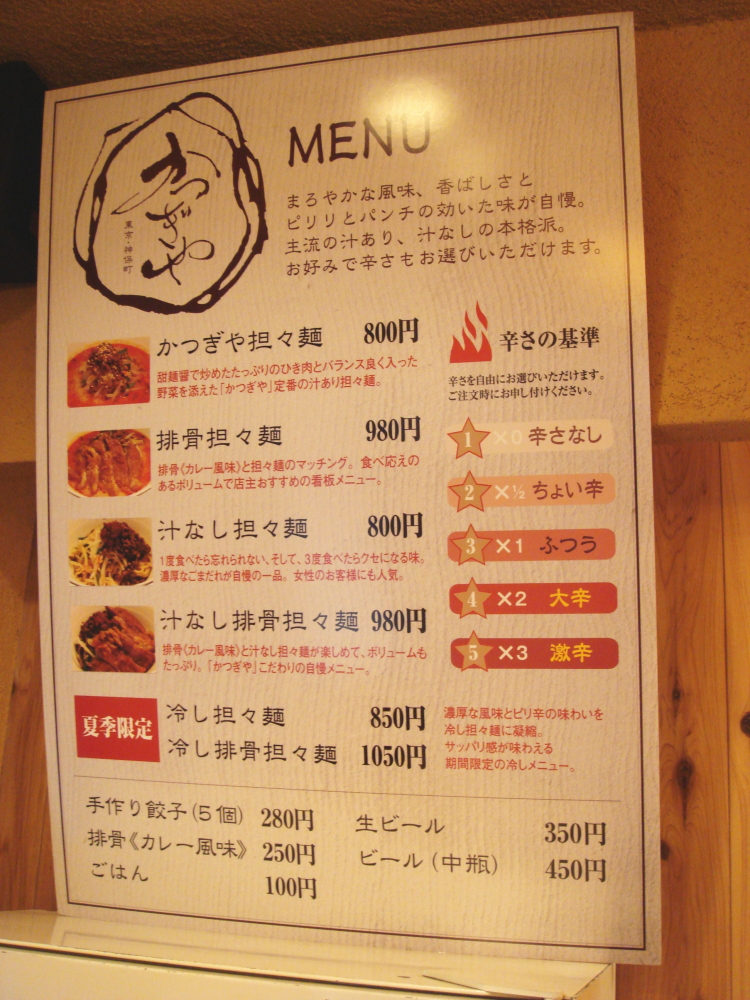 かつぎや
東京・神保町
MENU
まろやかな風味、香ばしさと
ピリリとパンチの効いた味が自慢。
主流の汁あり、汁なしの本格派。
お好みで辛さもお選びいただけます。
かつぎや担々麺 800円
甜麺醤で炒めたたっぷりのひき肉とバランス良く入った
野菜を添えた「かつぎや」定番の汁あり担々麺。
排骨担々麺 980円
排骨《カレー風味》と担々麺のマッチング。食べ応えの
あるボリュームで店主おすすめの看板メニュー。
汁なし担々麺 800円
1度食べたら忘れられない、そして、3度食べたらクセになる味。
濃厚なごまだれが自慢の一品。女性のお客様にも人気。
汁なし排骨担々麺 980円
排骨《カレー風味》と汁なし担々麺が楽しめて、ボリュームも
たっぷり。「かつぎや」こだわりの自慢メニュー。
辛さの基準
辛さを自由にお選びいただけます。
ご注文時にお申し付けください。
1 ×0 辛さなし
2 ×½ ちょい辛
3 ×1 ふつう
4 ×2 大辛
5 ×3 激辛
夏季限定
冷し担々麺 850円
冷し排骨担々麺 1050円
濃厚な風味とピリ辛の味わいを
冷し担々麺に凝縮。
サッパリ感が味わえる
期間限定の冷しメニュー。
手作り餃子(5個) 280円
排骨《カレー風味》 250円
ごはん 100円
生ビール 350円
ビール(中瓶) 450円